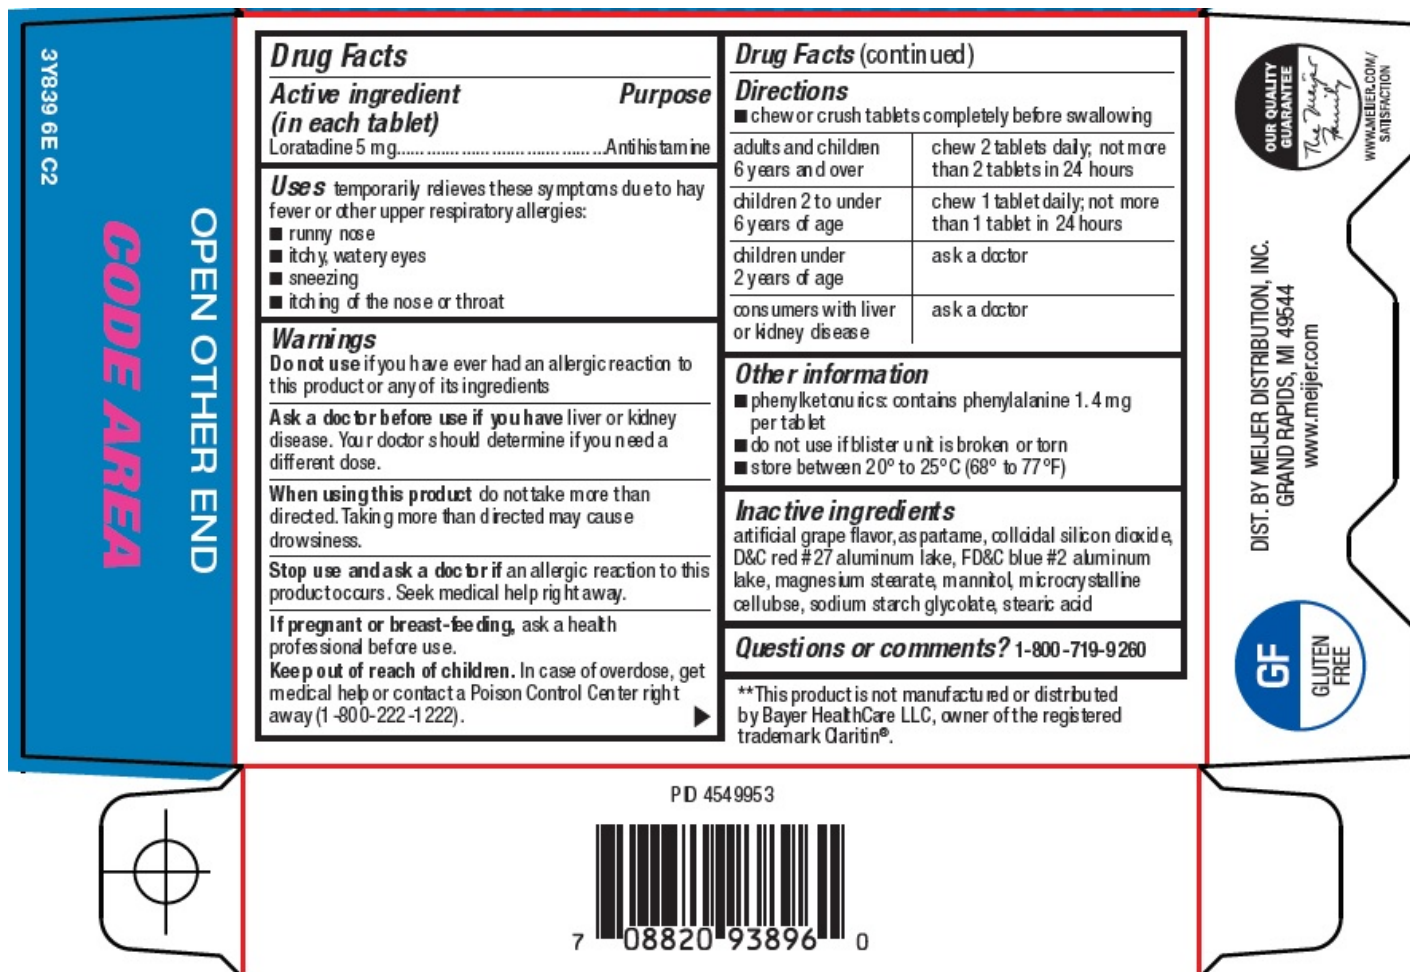 3Y839 6E C2
OPEN OTHER END
CODE AREA
Drug Facts
Active ingredient Purpose
(in each tablet)
Loratadine 5 mg............................................Antihistamine
Uses temporarily relieves these symptoms due to hay
fever or other upper respiratory allergies:
■ runny nose
■ itchy, watery eyes
■ sneezing
■ itching of the nose or throat
Warnings
Do not use if you have ever had an allergic reaction to
this product or any of its ingredients
Ask a doctor before use if you have liver or kidney
disease. Your doctor should determine if you need a
different dose.
When using this product do not take more than
directed. Taking more than directed may cause
drowsiness.
Stop use and ask a doctor if an allergic reaction to this
product occurs. Seek medical help right away.
If pregnant or breast-feeding, ask a health
professional before use.
Keep out of reach of children. In case of overdose, get
medical help or contact a Poison Control Center right
away (1-800-222-1222).
Drug Facts (continued)
Directions
■ chew or crush tablets completely before swallowing
adults and children
6 years and over
chew 2 tablets daily; not more
than 2 tablets in 24 hours
children 2 to under
6 years of age
chew 1 tablet daily; not more
than 1 tablet in 24 hours
children under
2 years of age
ask a doctor
consumers with liver
or kidney disease
ask a doctor
Other information
■ phenylketonurics: contains phenylalanine 1.4 mg
per tablet
■ do not use if blister unit is broken or torn
■ store between 20º to 25ºC (68º to 77ºF)
Inactive ingredients
artificial grape flavor, aspartame, colloidal silicon dioxide,
D&C red #27 aluminum lake, FD&C blue #2 aluminum
lake, magnesium stearate, mannitol, microcrystalline
cellulose, sodium starch glycolate, stearic acid
Questions or comments? 1-800-719-9260
**This product is not manufactured or distributed
by Bayer HealthCare LLC, owner of the registered
trademark Claritin®.
OUR QUALITY
GUARANTEE
The Meijer
Family
WWW.MEIJER.COM/
SATISFACTION
DIST. BY MEIJER DISTRIBUTION, INC.
GRAND RAPIDS, MI 49544
www.meijer.com
GF
GLUTEN
FREE
PID 4549953
7 08820 93896 0